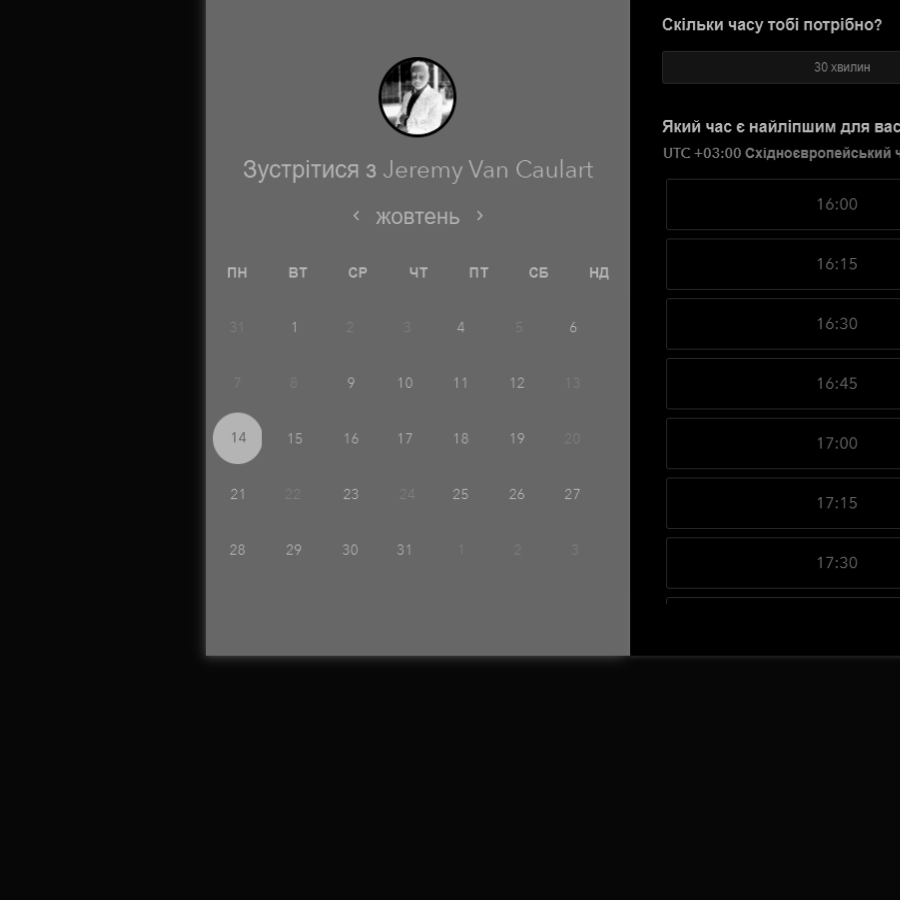 Зустрітися з Jeremy Van Caulart
‹ жовтень ›
ПН ВТ СР ЧТ ПТ СБ НД
31 1 2 3 4 5 6
7 8 9 10 11 12 13
14 15 16 17 18 19 20
21 22 23 24 25 26 27
28 29 30 31 1 2 3
Скільки часу тобі потрібно?
30 хвилин
Який час є найліпшим для вас
UTC +03:00 Східноєвропейський
16:00
16:15
16:30
16:45
17:00
17:15
17:30